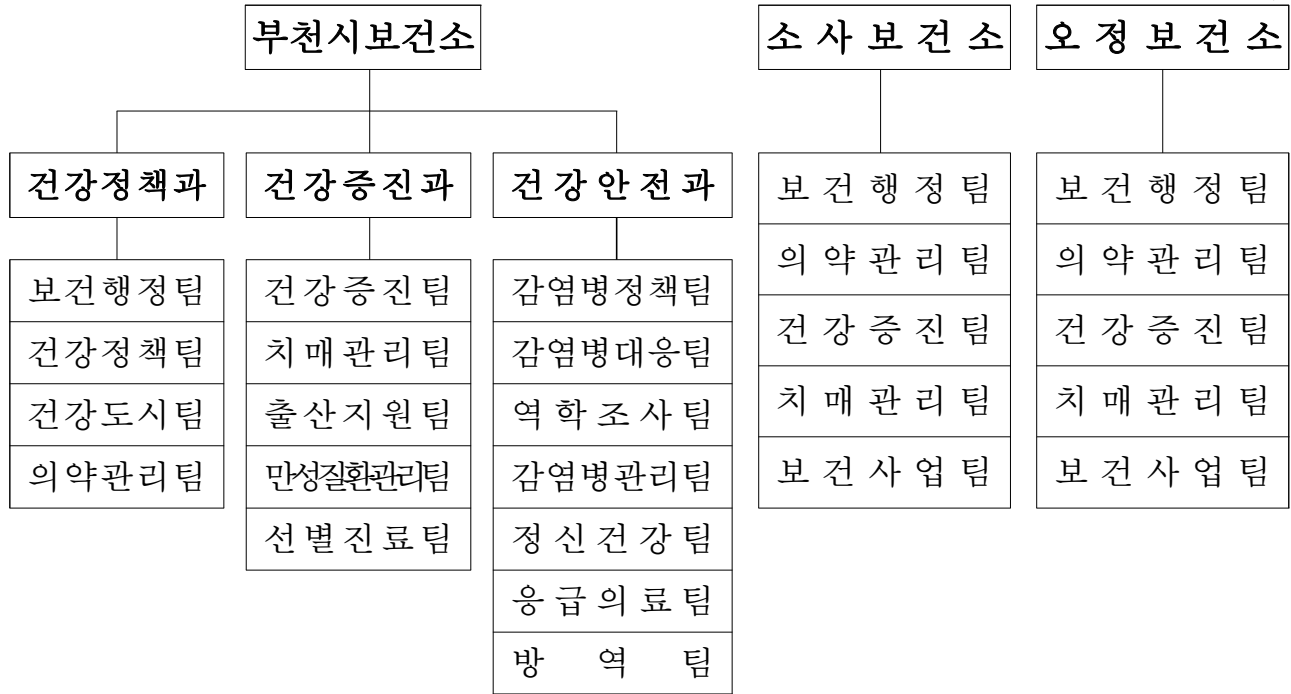 부천시보건소
소사보건소
오정보건소
건강정책과
보건행정팀
건강정책팀
건강도시팀
의약관리팀
건강증진과
건강증진팀
치매관리팀
출산지원팀
만성질환관리팀
선별진료팀
건강안전과
감염병정책팀
감염병대응팀
역학조사팀
감염병관리팀
정신건강팀
응급의료팀
방역팀
보건행정팀
의약관리팀
건강증진팀
치매관리팀
보건사업팀
보건행정팀
의약관리팀
건강증진팀
치매관리팀
보건사업팀